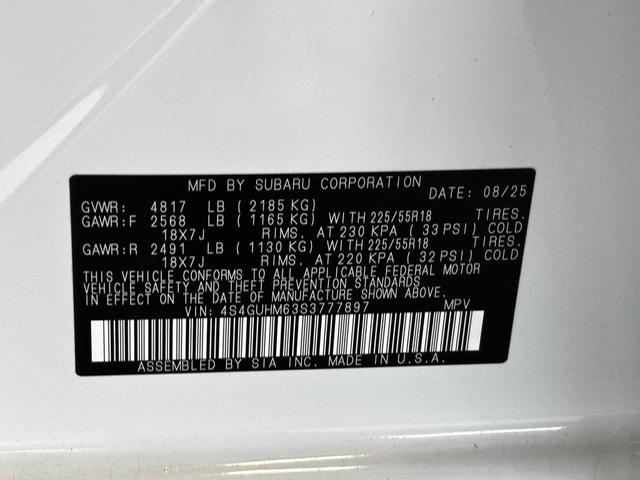 MFD BY SUBARU CORPORATION DATE: 08/25
GVWR: 4817 LB ( 2185 KG)
GAWR:F 2568 LB ( 1165 KG) WITH 225/55R18 TIRES.
18X7J RIMS. AT 230 KPA ( 33 PSI) COLD
GAWR:R 2491 LB ( 1130 KG) WITH 225/55R18 TIRES.
18X7J RIMS. AT 220 KPA ( 32 PSI) COLD
THIS VEHICLE CONFORMS TO ALL APPLICABLE FEDERAL MOTOR
VEHICLE SAFETY AND THEFT PREVENTION STANDARDS
IN EFFECT ON THE DATE OF MANUFACTURE SHOWN ABOVE.
VIN: 4S4GUHM63S3777897 MPV
ASSEMBLED BY SIA INC. MADE IN U.S.A.